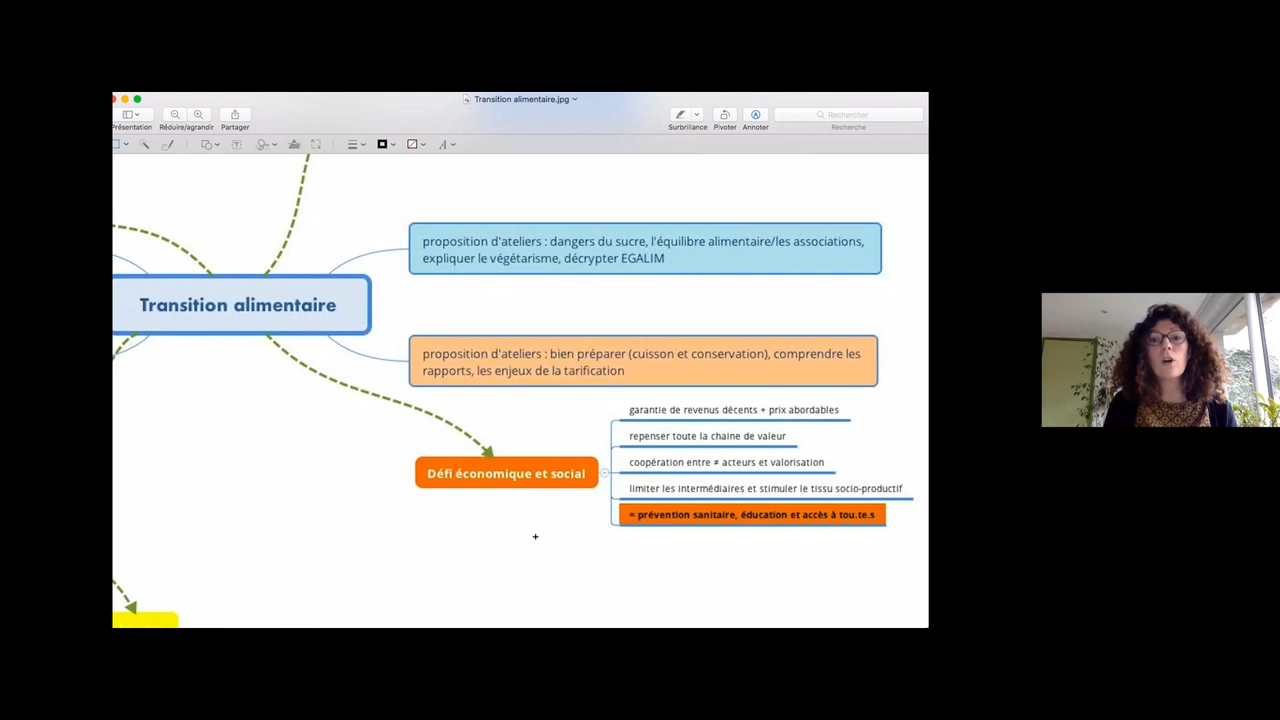 Transition alimentaire.jpg
Présentation
Réduire/agrandir
Partager
Surbrillance
Pivoter
Annoter
Rechercher
Recherche
proposition d'ateliers : dangers du sucre, l'équilibre alimentaire/les associations,
expliquer le végétarisme, décrypter EGALIM
Transition alimentaire
proposition d'ateliers : bien préparer (cuisson et conservation), comprendre les
rapports, les enjeux de la tarification
garantie de revenus décents + prix abordables
repenser toute la chaine de valeur
coopération entre ≠ acteurs et valorisation
Défi économique et social
limiter les intermédiaires et stimuler le tissu socio-productif
= prévention sanitaire, éducation et accès à tou.te.s